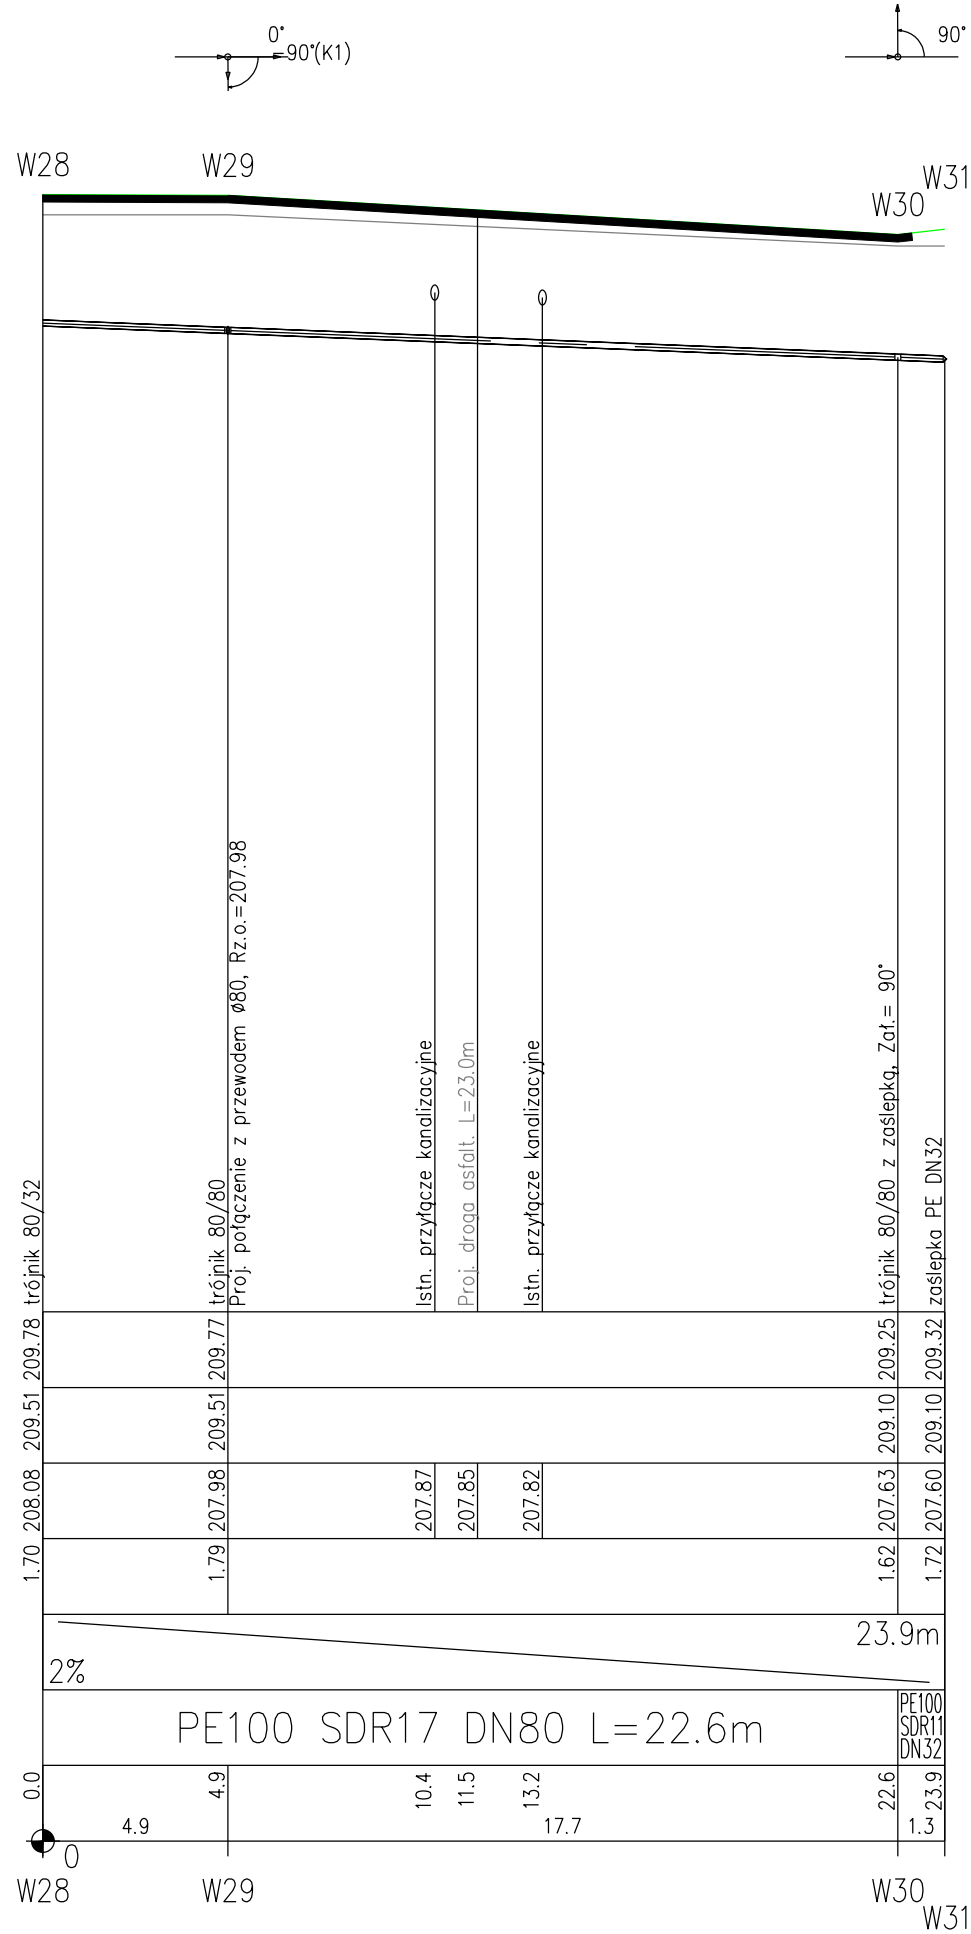 0°
-90°(K1)
90°
W28
W29
W30
W31
trójnik 80/32
trójnik 80/80
Proj. połączenie z przewodem ø80, Rz.o.=207.98
Istn. przyłącze kanalizacyjne
Proj. droga asfalt. L=23.0m
Istn. przyłącze kanalizacyjne
trójnik 80/80 z zaślepką, Zał.= 90°
zaślepka PE DN32
209.78
209.77
209.25
209.32
209.51
209.51
209.10
209.10
208.08
207.98
207.87
207.85
207.82
207.63
207.60
1.70
1.79
1.62
1.72
23.9m
2%
PE100 SDR17 DN80 L=22.6m
PE100
SDR11
DN32
0.0
4.9
10.4
11.5
13.2
22.6
23.9
4.9
17.7
1.3
0
W28
W29
W30
W31